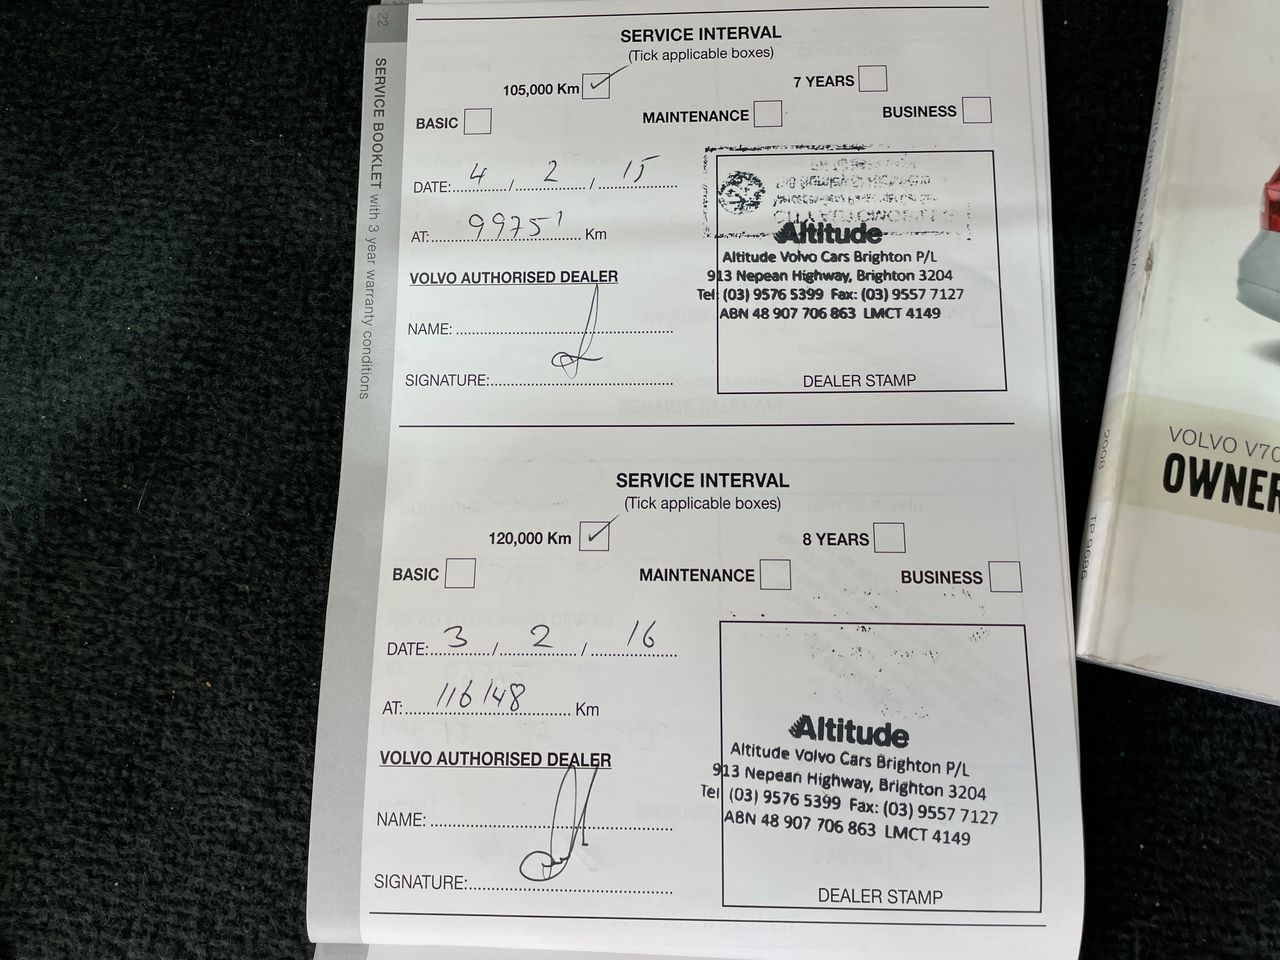 22
SERVICE BOOKLET with 3 year warranty conditions
SERVICE INTERVAL
(Tick applicable boxes)
105,000 Km
7 YEARS
BASIC
MAINTENANCE
BUSINESS
DATE: 4 / 2 / 15
AT: 99751 Km
VOLVO AUTHORISED DEALER
NAME:
SIGNATURE:
Altitude
Altitude Volvo Cars Brighton P/L
913 Nepean Highway, Brighton 3204
Tel: (03) 9576 5399 Fax: (03) 9557 7127
ABN 48 907 706 863 LMCT 4149
DEALER STAMP
SERVICE INTERVAL
(Tick applicable boxes)
120,000 Km
8 YEARS
BASIC
MAINTENANCE
BUSINESS
DATE: 3 / 2 / 16
AT: 116148 Km
VOLVO AUTHORISED DEALER
NAME:
SIGNATURE:
Altitude
Altitude Volvo Cars Brighton P/L
913 Nepean Highway, Brighton 3204
Tel (03) 9576 5399 Fax: (03) 9557 7127
ABN 48 907 706 863 LMCT 4149
DEALER STAMP
VOLVO V70
OWNER
2008
TP 9686